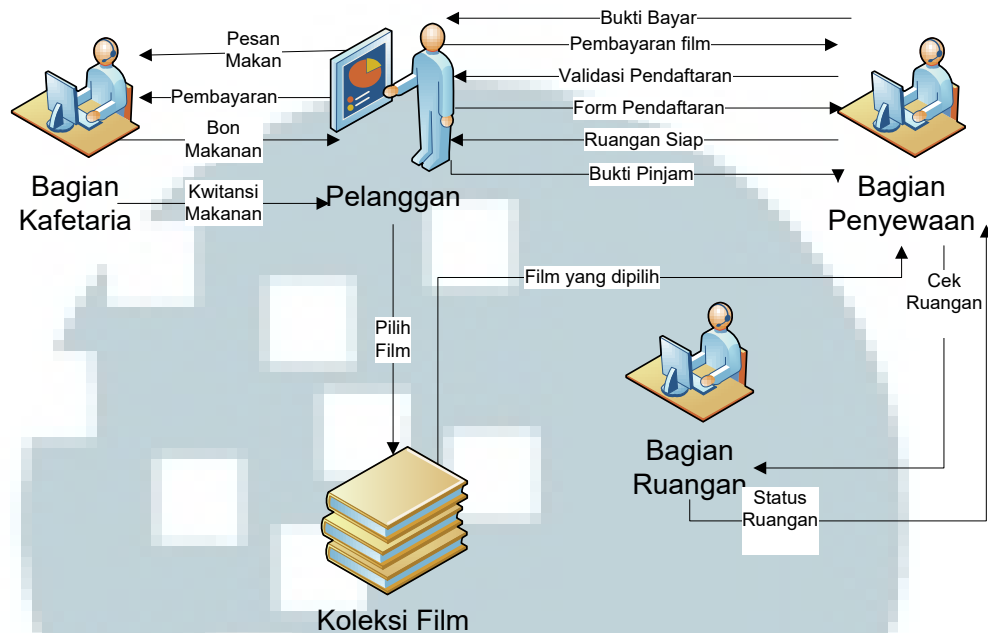 Bukti Bayar
Pesan
Makan
Pembayaran film
Validasi Pendaftaran
Pembayaran
Form Pendaftaran
Bon
Makanan
Ruangan Siap
Bukti Pinjam
Bagian
Kafetaria
Kwitansi
Makanan
Pelanggan
Bagian
Penyewaan
Film yang dipilih
Cek
Ruangan
Pilih
Film
Bagian
Ruangan
Status
Ruangan
Koleksi Film